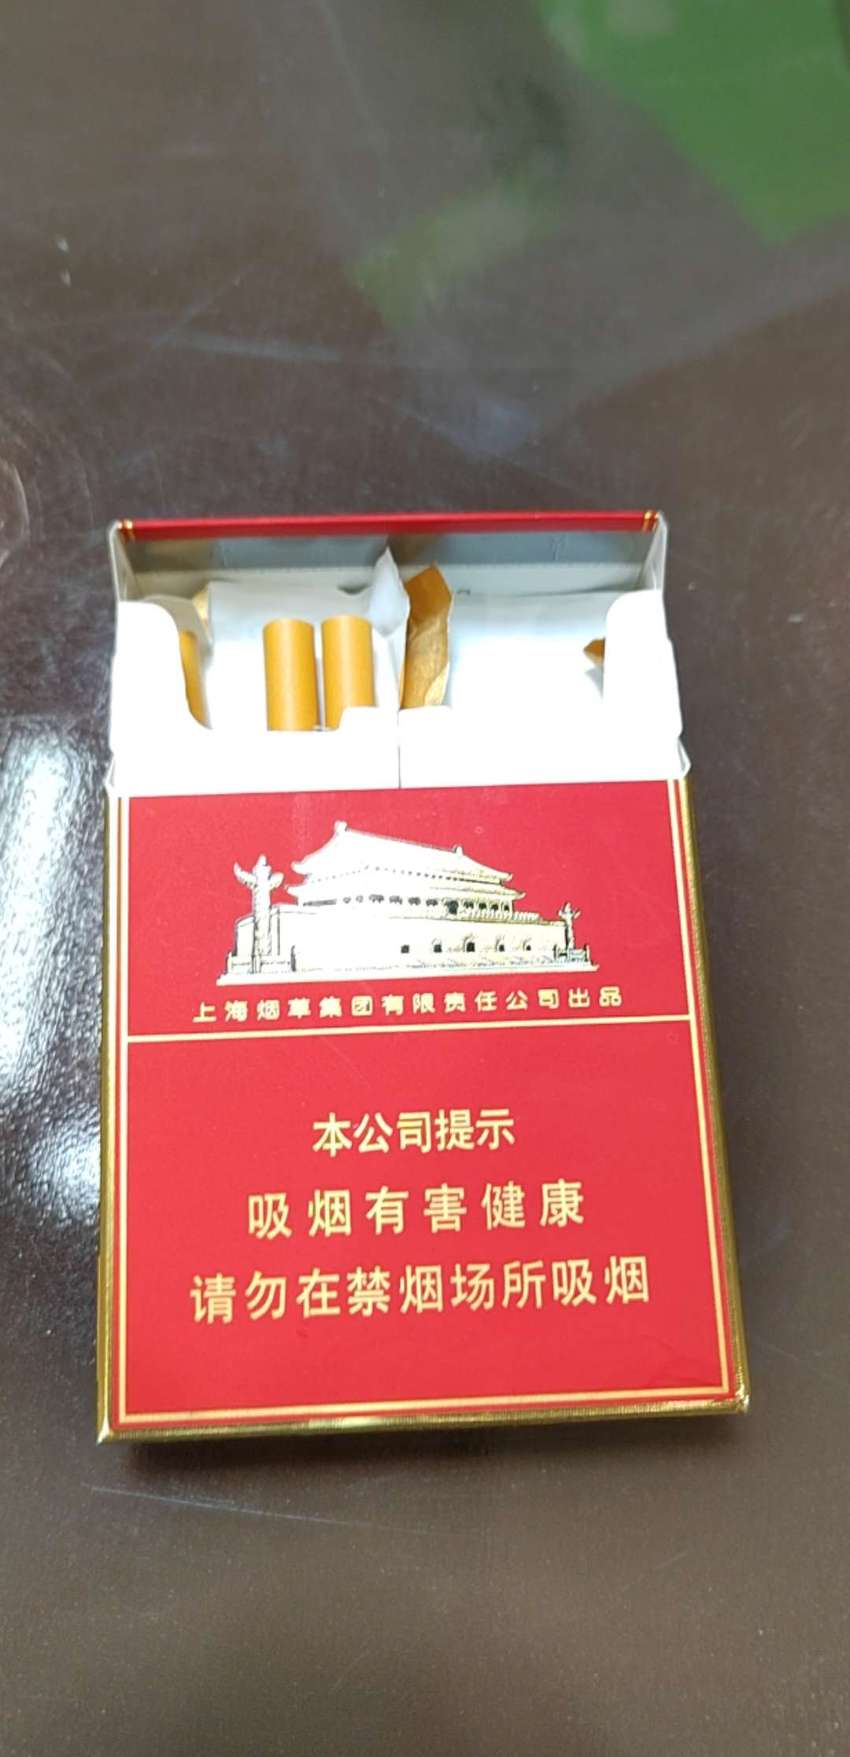 上海烟草集团有限责任公司出品
本公司提示
吸烟有害健康
请勿在禁烟场所吸烟